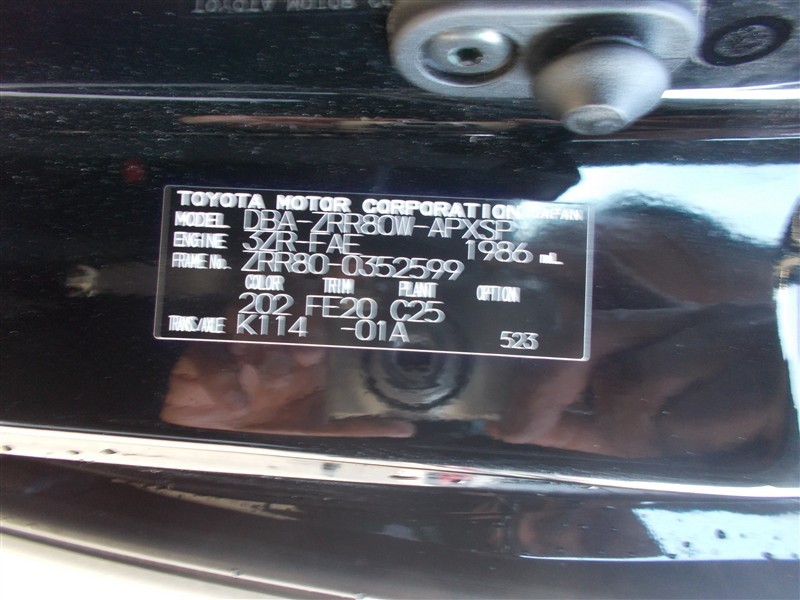 TOYOTA MOTOR CORPORATION JAPAN
MODEL DBA-ZRR80W-APXSP
ENGINE 3ZR-FAE 1986 mL
FRAME No. ZRR80-0352599
COLOR TRIM PLANT OPTION
202 FE20 C25
TRANS/AXLE K114 -01A 523